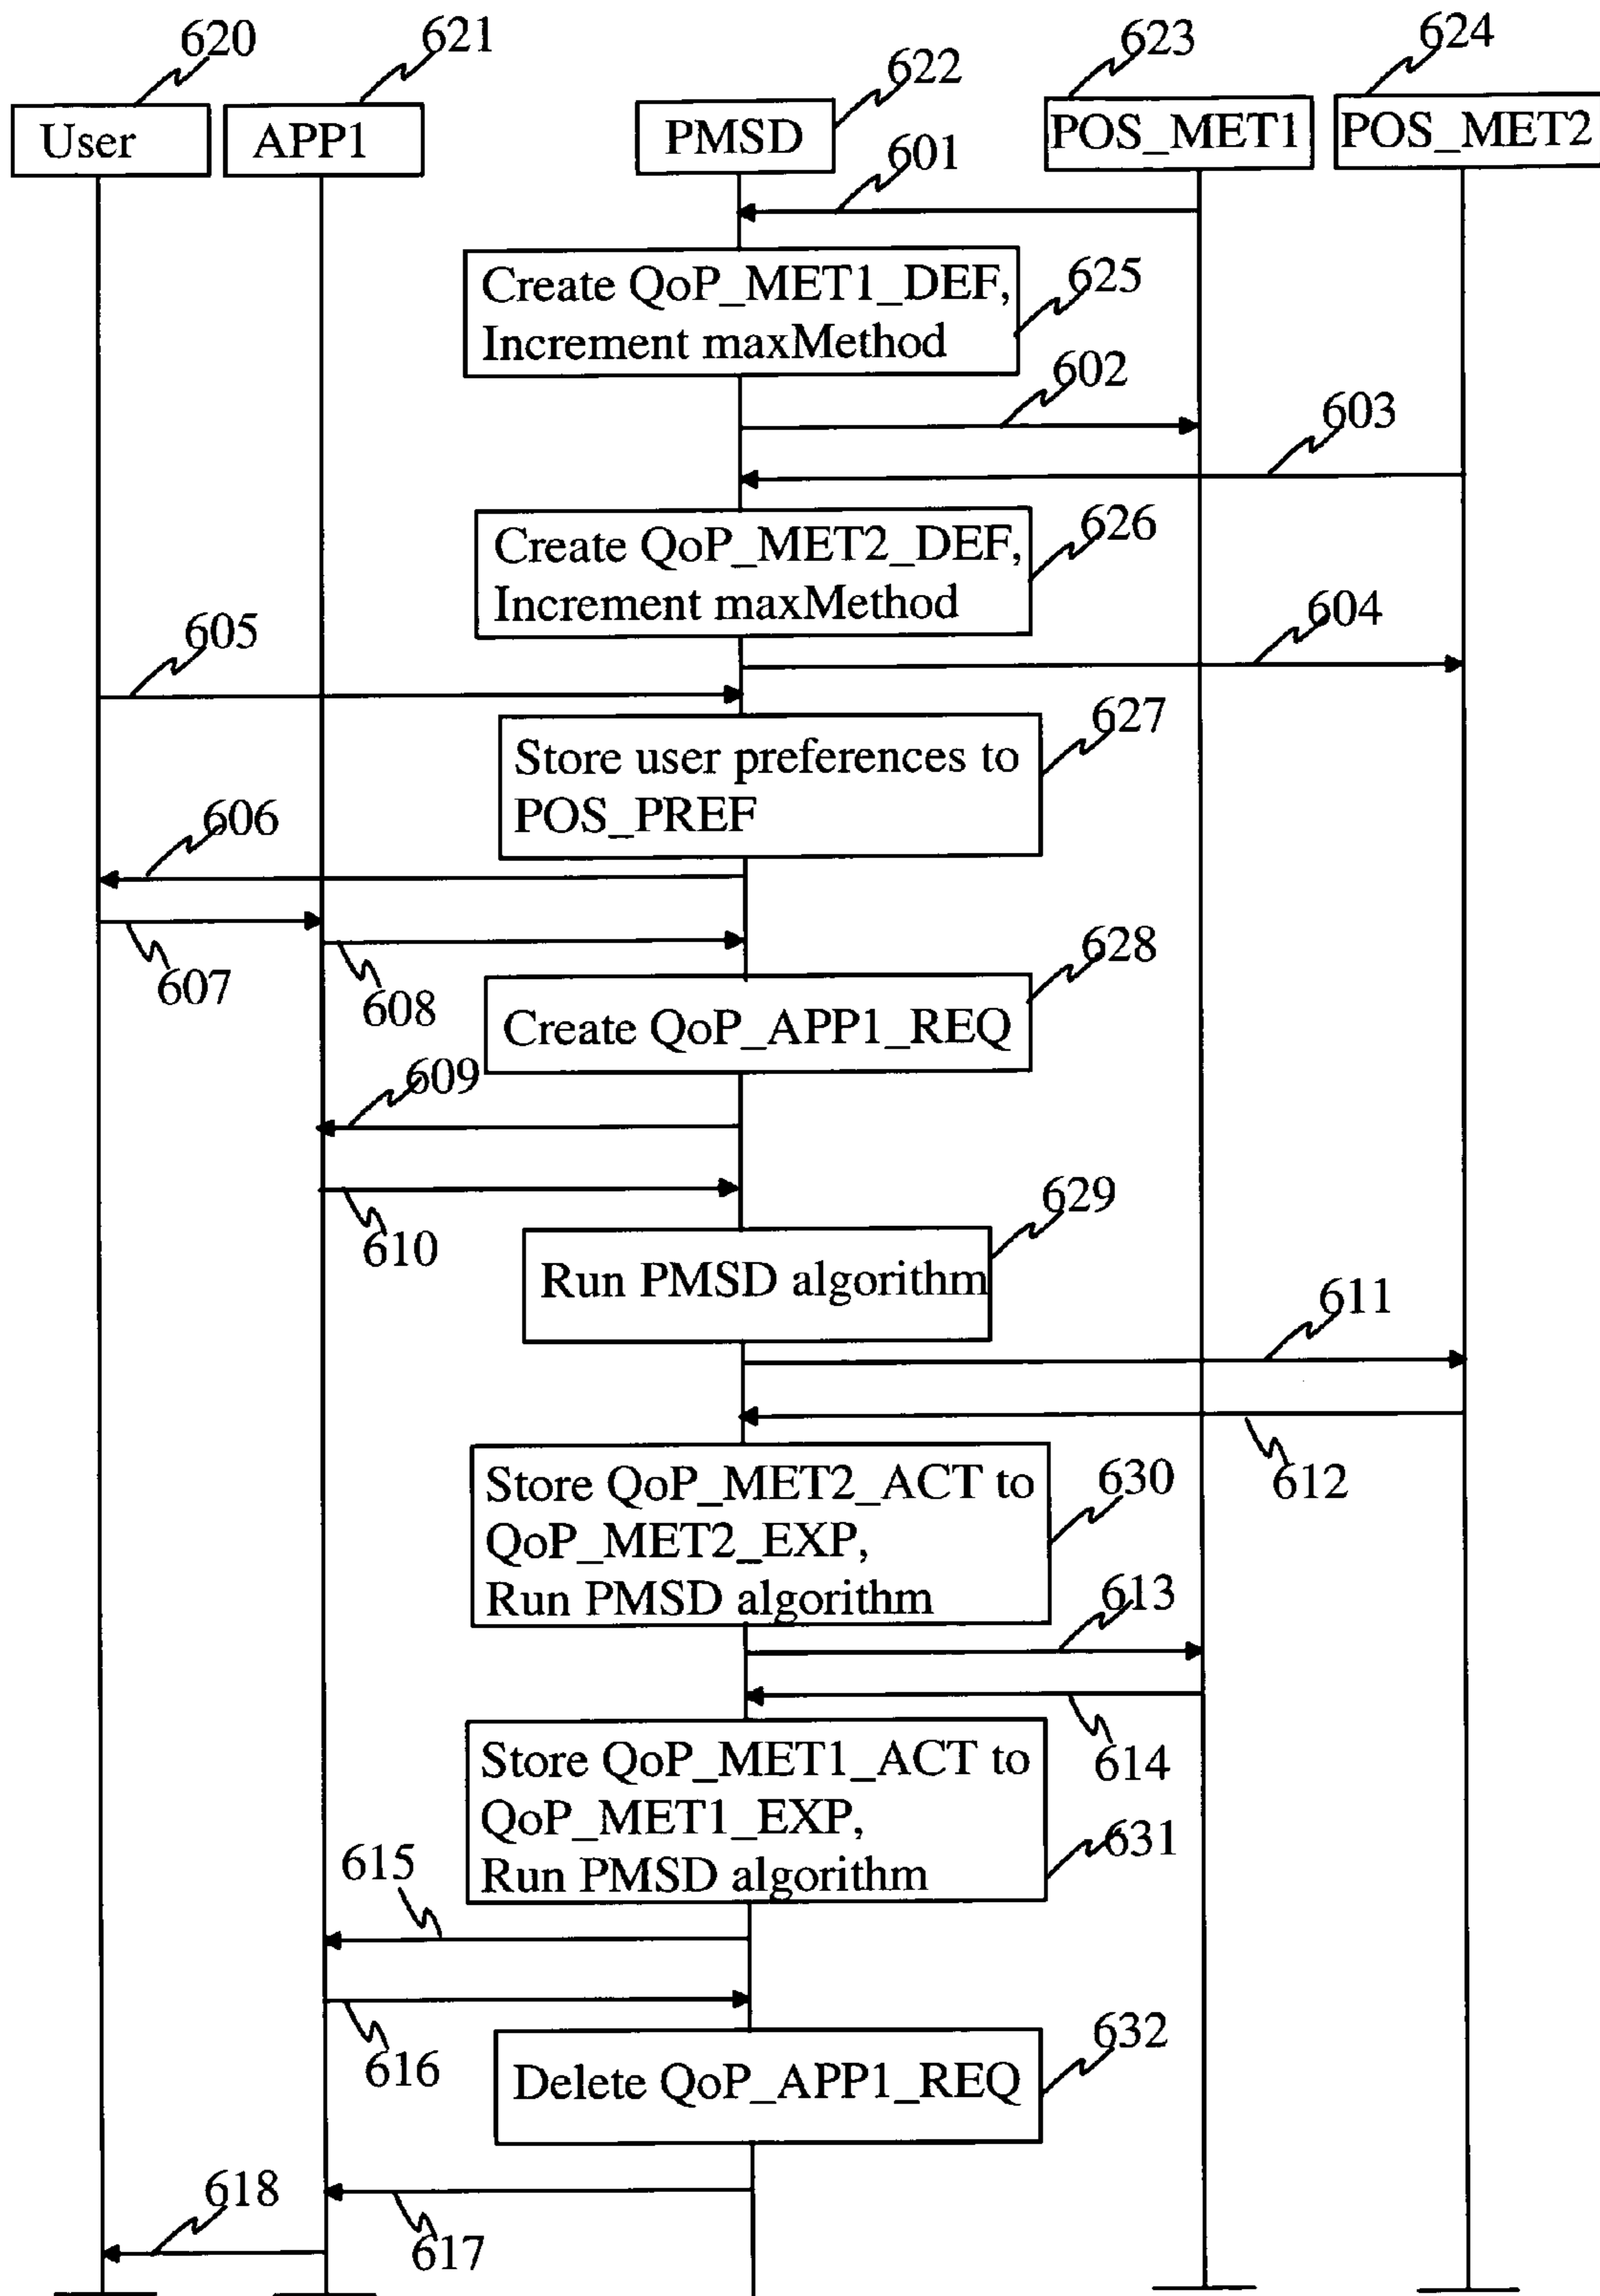 620
621
622
623
624
User
APP1
PMSD
POS_MET1
POS_MET2
601
Create QoP_MET1_DEF,
Increment maxMethod
625
602
603
Create QoP_MET2_DEF,
Increment maxMethod
626
604
605
Store user preferences to
POS_PREF
627
606
607
608
Create QoP_APP1_REQ
628
609
610
Run PMSD algorithm
629
611
612
Store QoP_MET2_ACT to
QoP_MET2_EXP,
Run PMSD algorithm
630
613
614
Store QoP_MET1_ACT to
QoP_MET1_EXP,
Run PMSD algorithm
631
615
616
Delete QoP_APP1_REQ
632
617
618